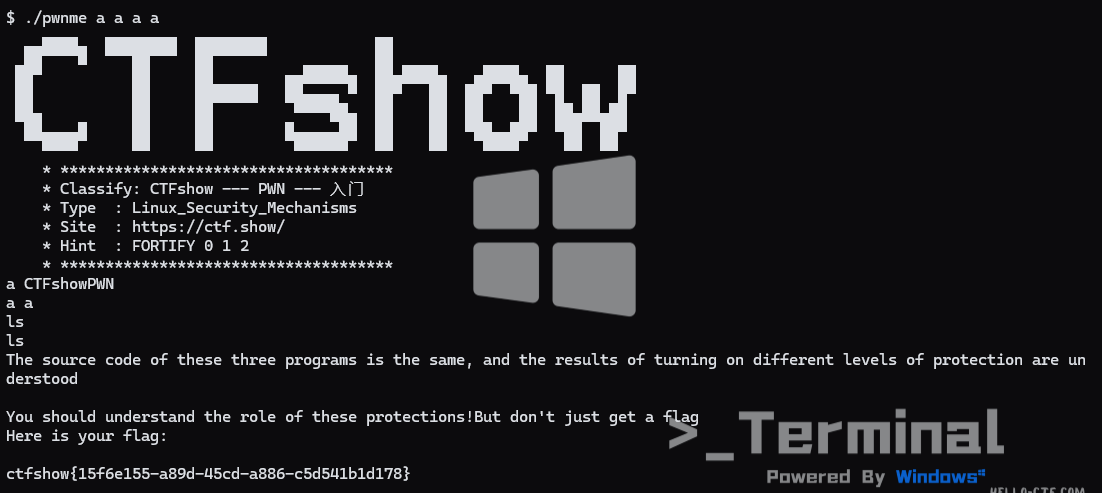 $ ./pwnme a a a a
CTFshow
* *************************************
* Classify: CTFshow --- PWN --- 入门
* Type  : Linux_Security_Mechanisms
* Site  : https://ctf.show/
* Hint  : FORTIFY 0 1 2
* *************************************
a CTFshowPWN
a a
ls
ls
The source code of these three programs is the same, and the results of turning on different levels of protection are un
derstood
You should understand the role of these protections!But don't just get a flag
Here is your flag:
ctfshow{15f6e155-a89d-45cd-a886-c5d541b1d178}
>_Terminal
Powered By Windows
HELLO-CTF.COM